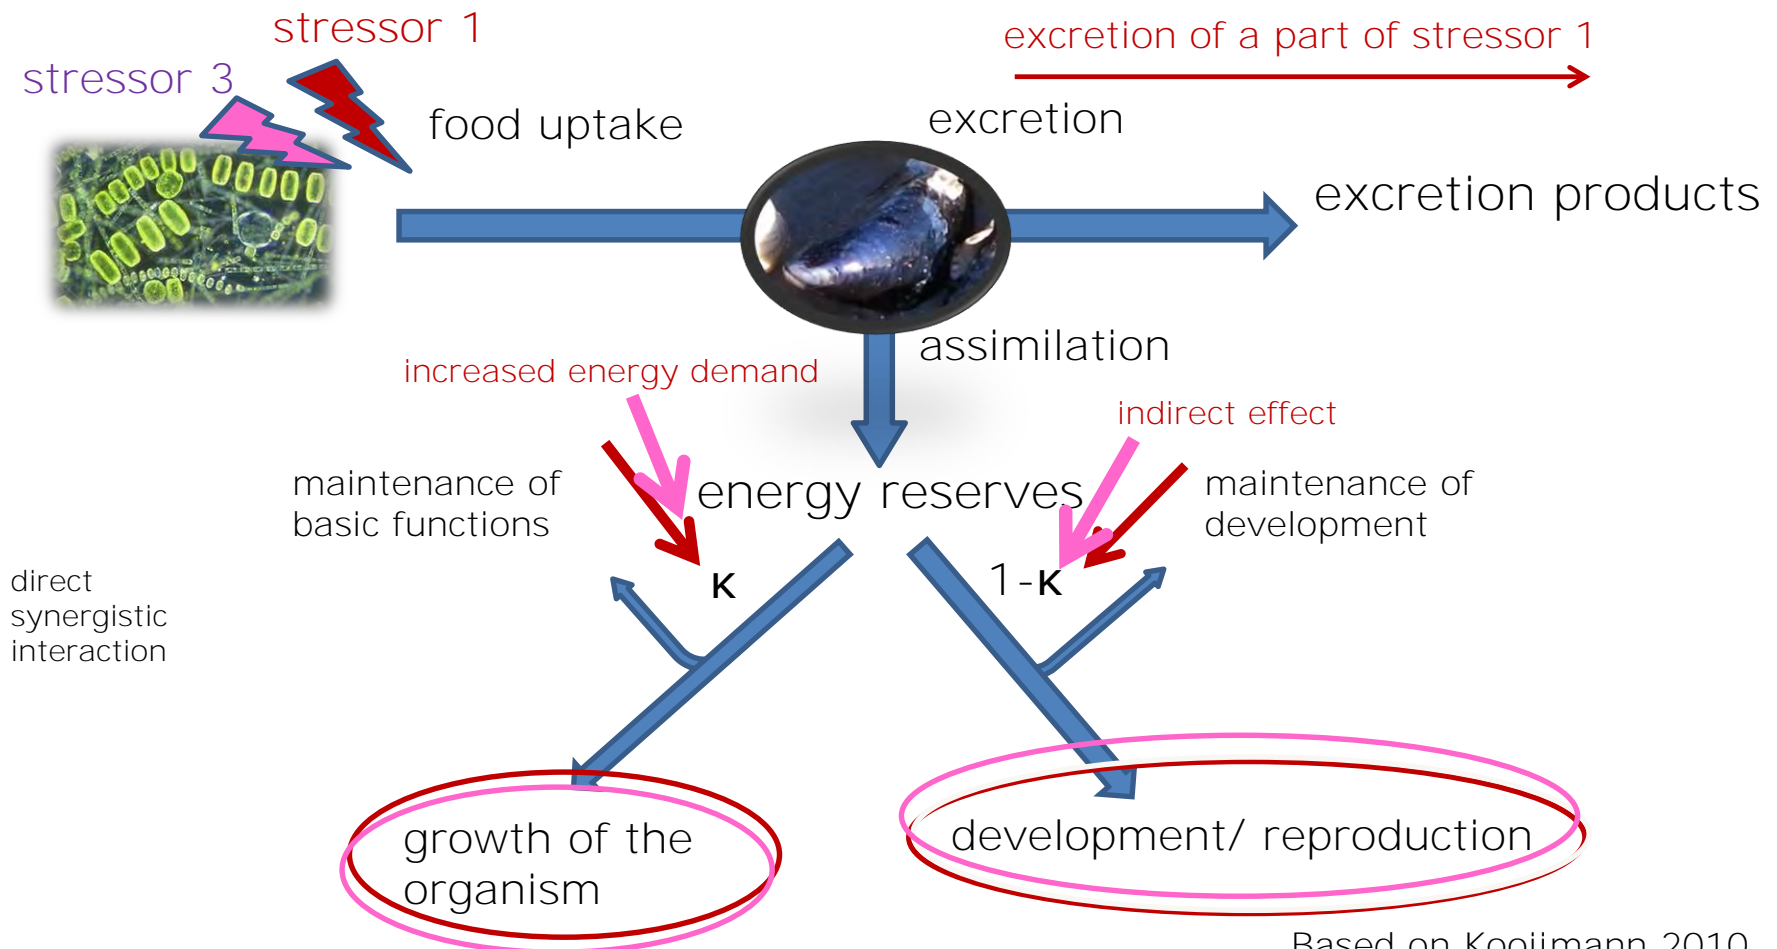 stressor 1
excretion of a part of stressor 1
stressor 3
food uptake
excretion
excretion products
assimilation
increased energy demand
indirect effect
maintenance of
basic functions
energy reserves
maintenance of
development
direct
synergistic
interaction
κ
1-κ
growth of the
organism
development/ reproduction
Based on Kooijmann 2010